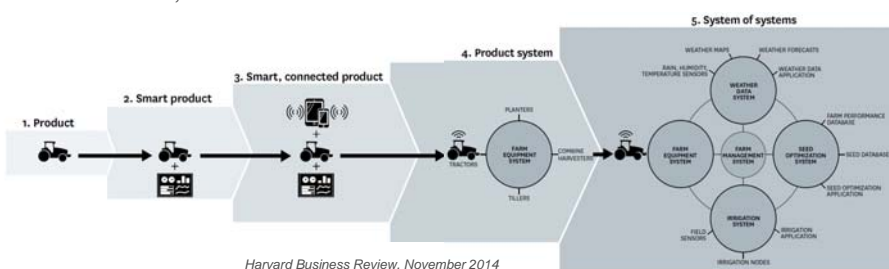 5. System of systems
4. Product system
3. Smart, connected product
2. Smart product
1. Product
+
+
+
PLANTERS
TRACTORS
FARM
EQUIPMENT
SYSTEM
COMBINE
HARVESTERS
TILLERS
WEATHER MAPS
WEATHER FORECASTS
RAIN, HUMIDITY,
TEMPERATURE SENSORS
WEATHER DATA
APPLICATION
WEATHER
DATA
SYSTEM
FARM
EQUIPMENT
SYSTEM
FARM
MANAGEMENT
SYSTEM
SEED
OPTIMIZATION
SYSTEM
FARM PERFORMANCE
DATABASE
SEED DATABASE
SEED OPTIMIZATION
APPLICATION
IRRIGATION
SYSTEM
FIELD
SENSORS
IRRIGATION
APPLICATION
IRRIGATION NODES
Harvard Business Review, November 2014